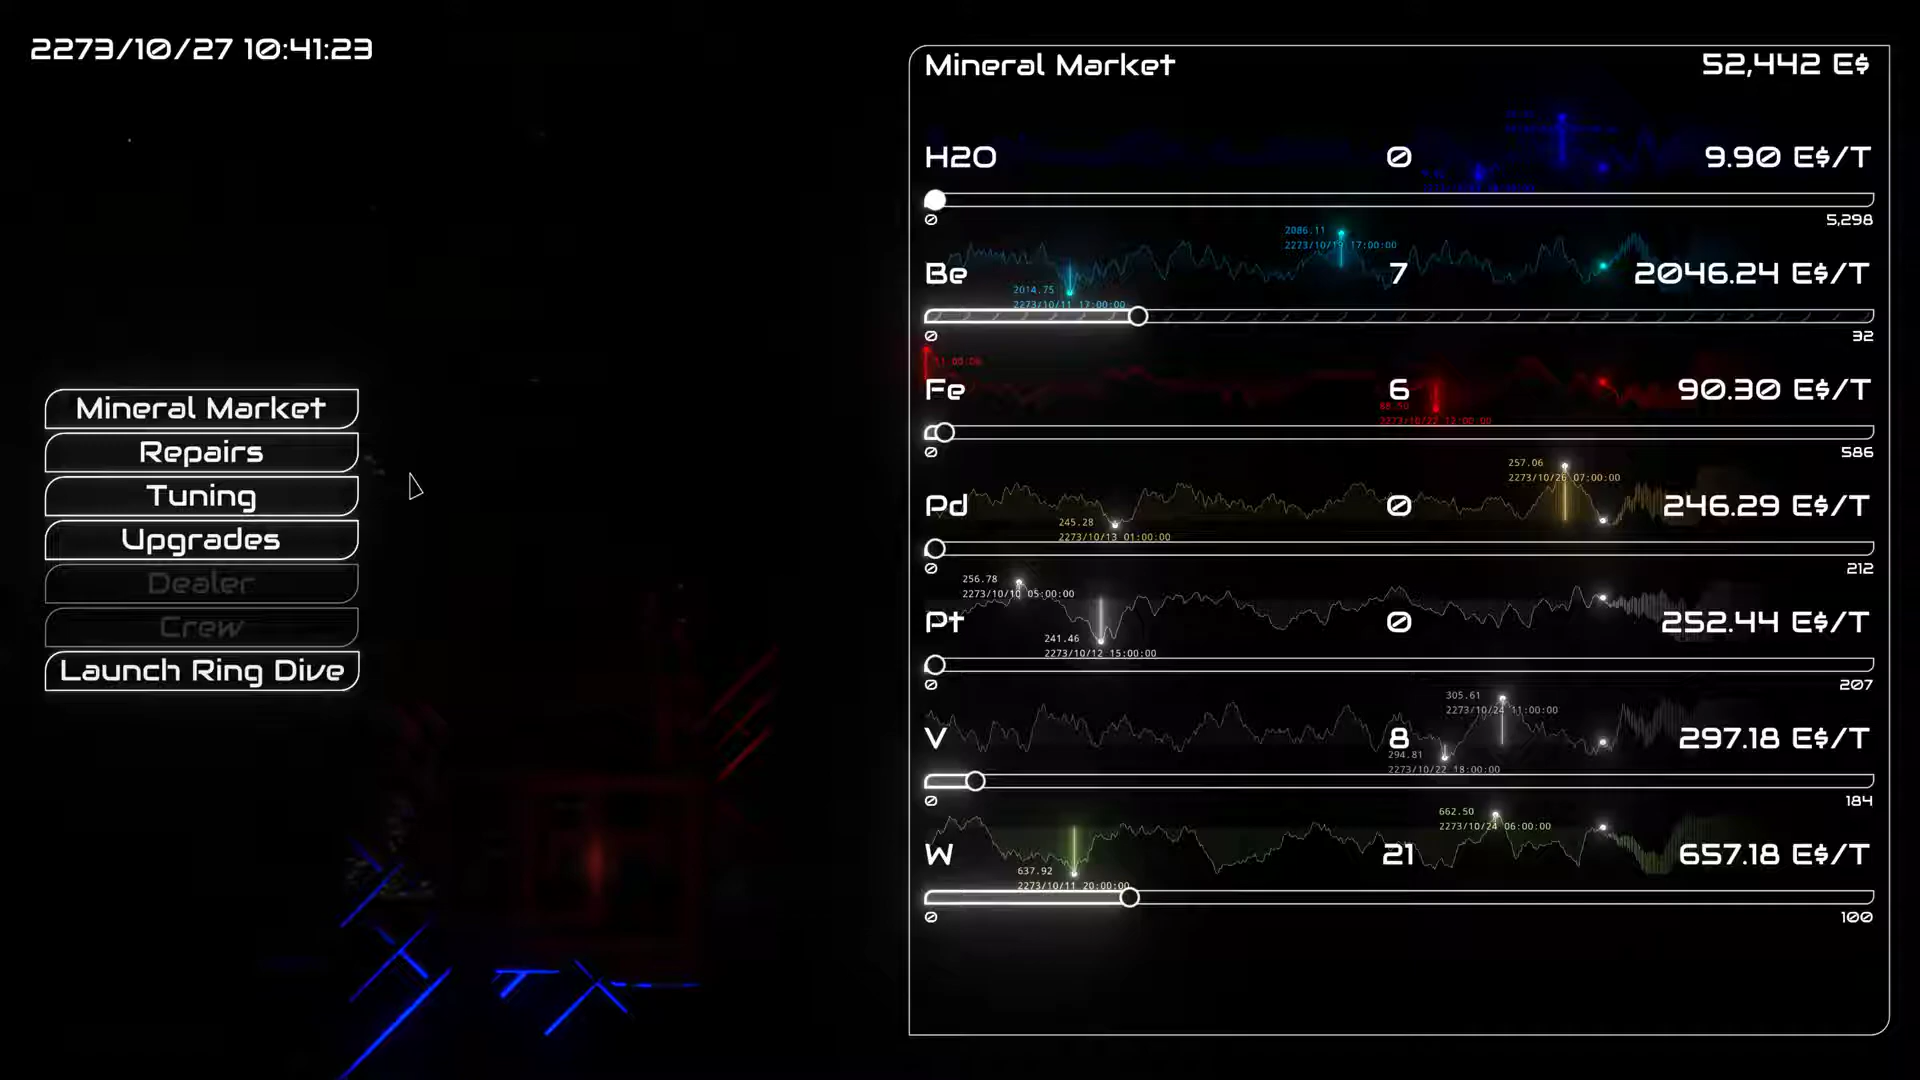 2273/10/27 10:41:23
Mineral Market
Repairs
Tuning
Upgrades
Dealer
Crew
Launch Ring Dive
Mineral Market 52,442 E$
H2O 0 9.90 E$/T
0 5,298
2086.11
2273/10/19 17:00:00
Be 7 2046.24 E$/T
2014.75
2273/10/11 17:00:00
0 32
Fe 6 90.30 E$/T
2273/10/22 12:00:00
0 586
257.06
2273/10/26 07:00:00
Pd 0 246.29 E$/T
245.28
2273/10/13 01:00:00
0 212
256.78
2273/10/10 05:00:00
Pt 0 252.44 E$/T
241.46
2273/10/12 15:00:00
0 207
305.61
2273/10/24 11:00:00
V 8 297.18 E$/T
294.81
2273/10/22 18:00:00
0 184
662.50
2273/10/24 06:00:00
W 21 657.18 E$/T
637.92
2273/10/11 20:00:00
0 100